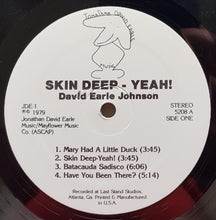 Jonathan David Earle
Music
SKIN DEEP - YEAH!
David Earle Johnson
JDE-I
℗© 1979
Jonathan David Earle
Music/Mayflower Music
Co. (ASCAP)
STEREO
5208 A
SIDE ONE
1. Mary Had A Little Duck (3:45)
2. Skin Deep-Yeah! (3:45)
3. Batacauda Sadisco (6:46)
4. Have You Been There? (5:14)
Recorded at Last Stand Studios
Atlanta, Ga. Printed & Manufactured
in U.S.A.